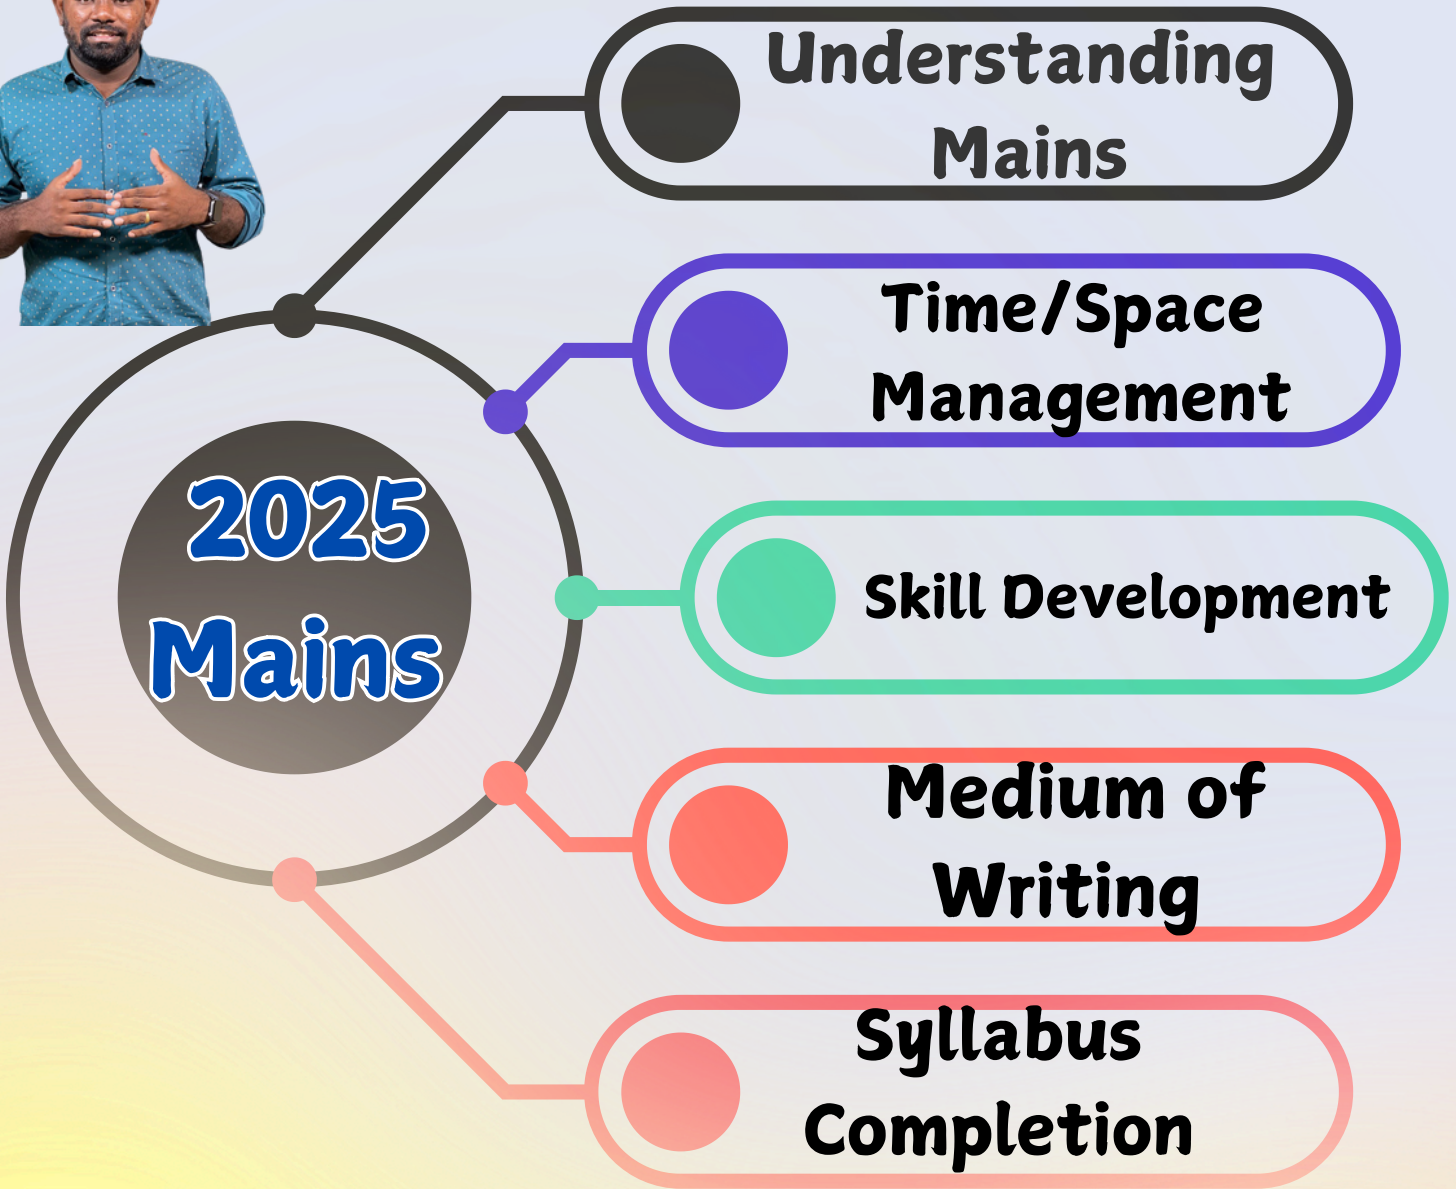 Understanding
Mains
Time/Space
Management
2025
Mains
Skill Development
Medium of
Writing
Syllabus
Completion